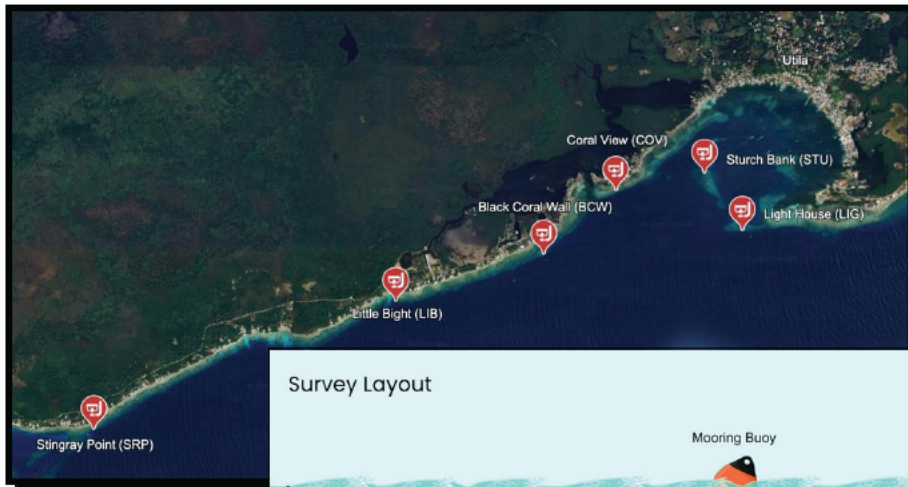 Utila
Coral View (COV)
Sturch Bank (STU)
Black Coral Wall (BCW)
Light House (LIG)
Little Bight (LIB)
Stingray Point (SRP)
Survey Layout
Mooring Buoy